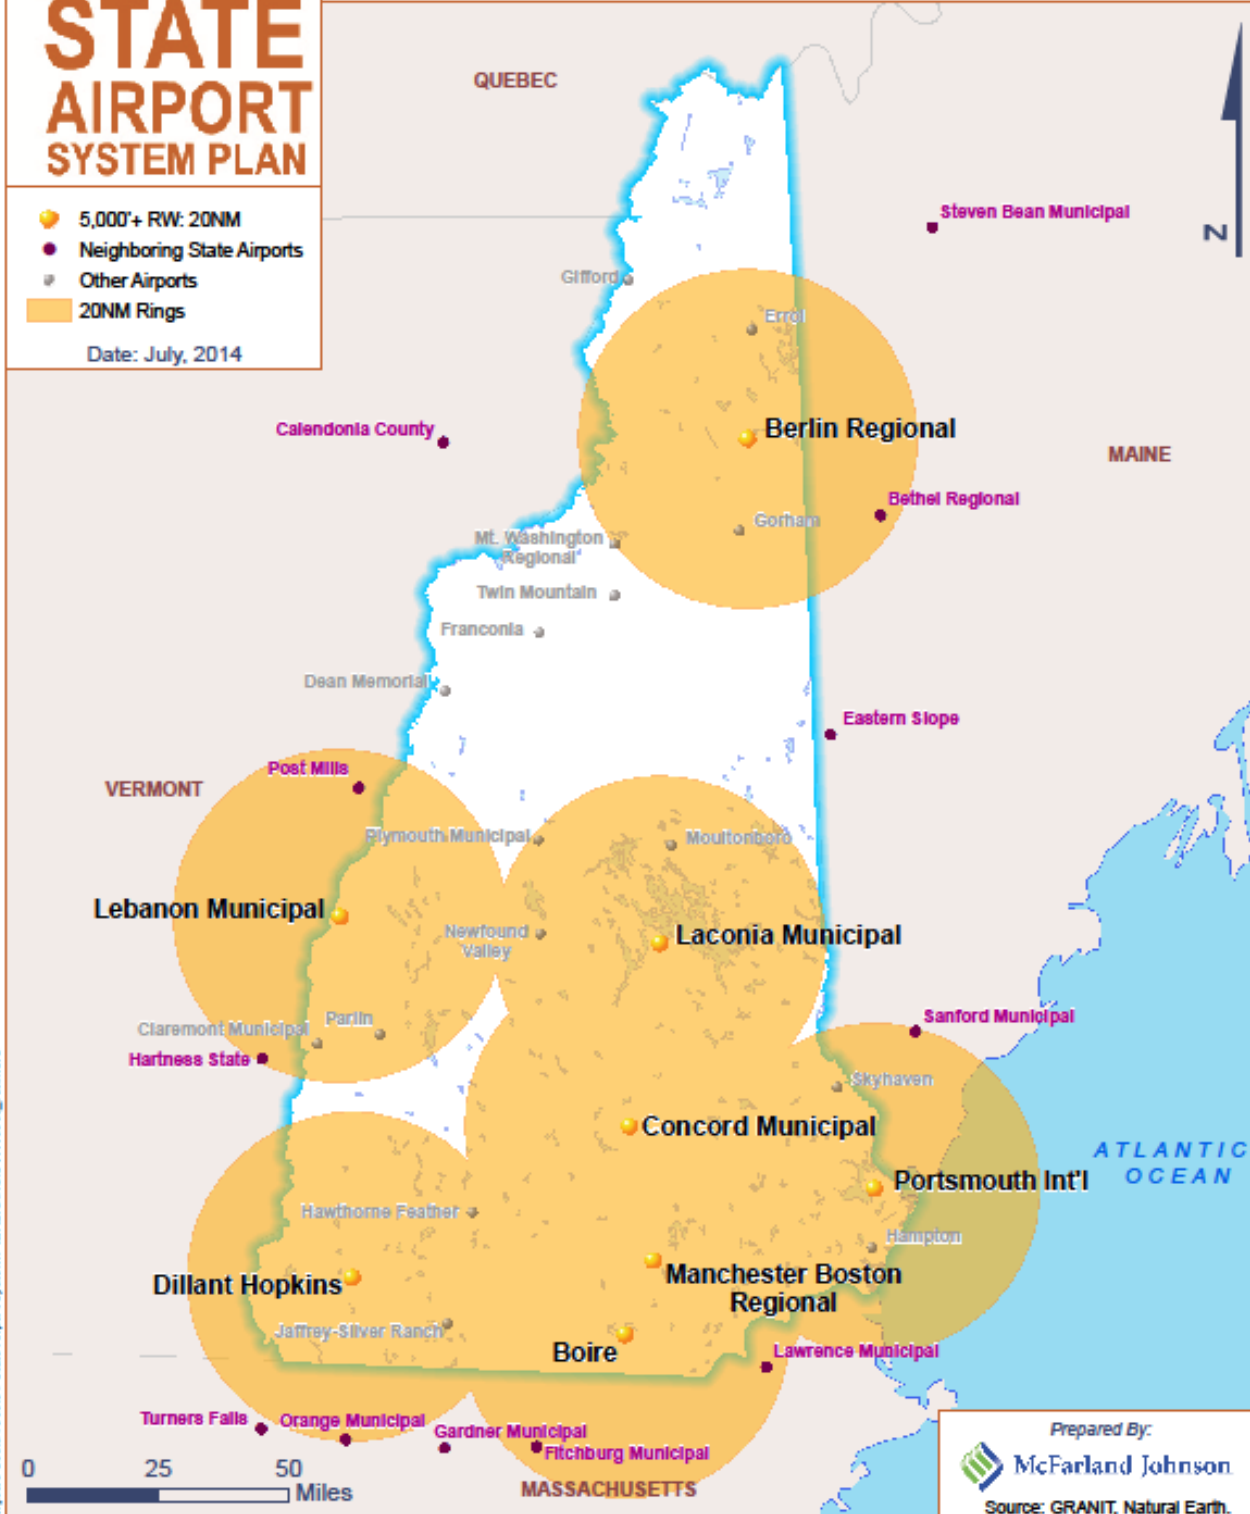 STATE
AIRPORT
SYSTEM PLAN
5,000'+ RW: 20NM
Neighboring State Airports
Other Airports
20NM Rings
Date: July, 2014
QUEBEC
N
Steven Bean Municipal
Gifford
Errol
Calendonia County
Berlin Regional
MAINE
Bethel Regional
Gorham
Mt. Washington
Regional
Twin Mountain
Franconia
Dean Memorial
Eastern Slope
Post Mills
VERMONT
Plymouth Municipal
Moultonboro
Lebanon Municipal
Newfound
Valley
Laconia Municipal
Claremont Municipal
Parlin
Sanford Municipal
Hartness State
Skyhaven
Concord Municipal
ATLANTIC
OCEAN
Portsmouth Int'l
Hawthorne Feather
Hampton
Dillant Hopkins
Manchester Boston
Regional
Jaffrey-Silver Ranch
Boire
Lawrence Municipal
Turners Falls
Orange Municipal
Gardner Municipal
Fitchburg Municipal
MASSACHUSETTS
0 25 50
Miles
Prepared By:
McFarland Johnson
Source: GRANIT, Natural Earth.